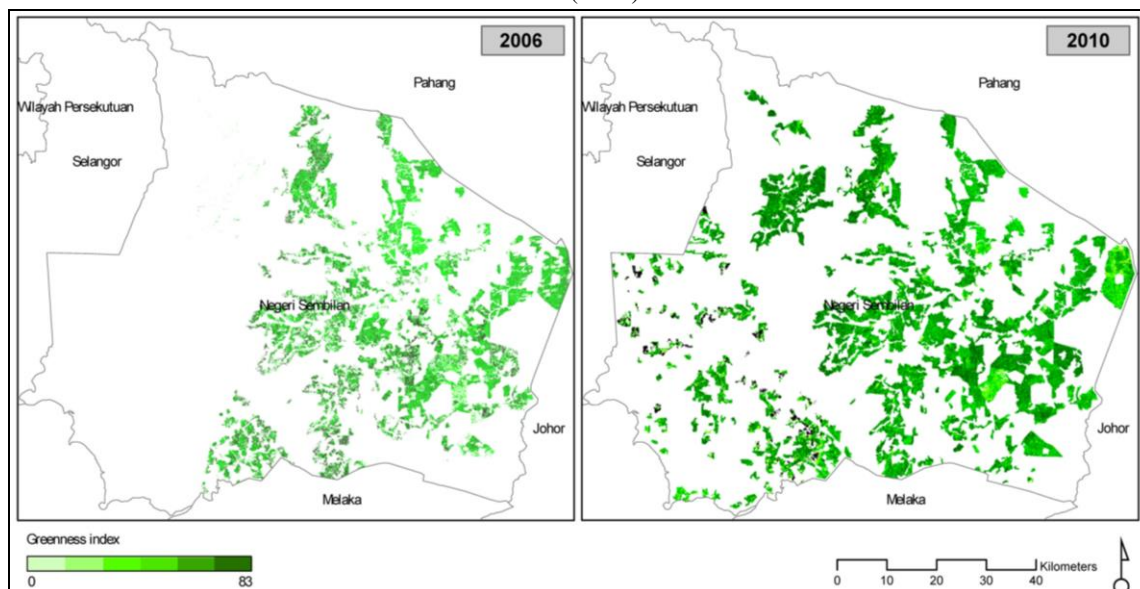 2006
Pahang
Wilayah Persekutuan
Selangor
Negeri Sembilan
Johor
Melaka
2010
Pahang
Wilayah Persekutuan
Selangor
Negeri Sembilan
Johor
Melaka
Greenness index
0 83
Kilometers
0 10 20 30 40